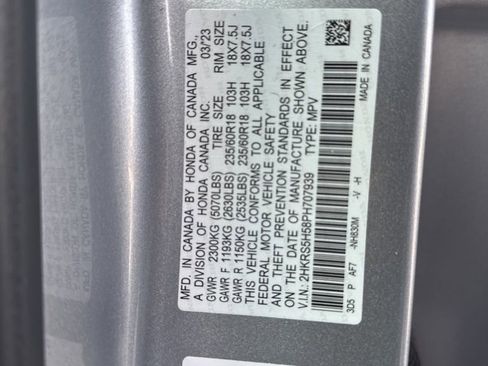 MFD. IN CANADA BY HONDA OF CANADA MFG.,
A DIVISION OF HONDA CANADA INC. 03/23
GVWR 2300KG (5070LBS) TIRE SIZE RIM SIZE
GAWR F 1193KG (2630LBS) 235/60R18 103H 18X7.5J
GAWR R 1150KG (2535LBS) 235/60R18 103H 18X7.5J
THIS VEHICLE CONFORMS TO ALL APPLICABLE
FEDERAL MOTOR VEHICLE SAFETY
AND THEFT PREVENTION STANDARDS IN EFFECT
ON THE DATE OF MANUFACTURE SHOWN ABOVE.
V.I.N.: 2HKRS5H58PH707939 TYPE: MPV
3D5 P AF7 -NH830M -V -H MADE IN CANADA